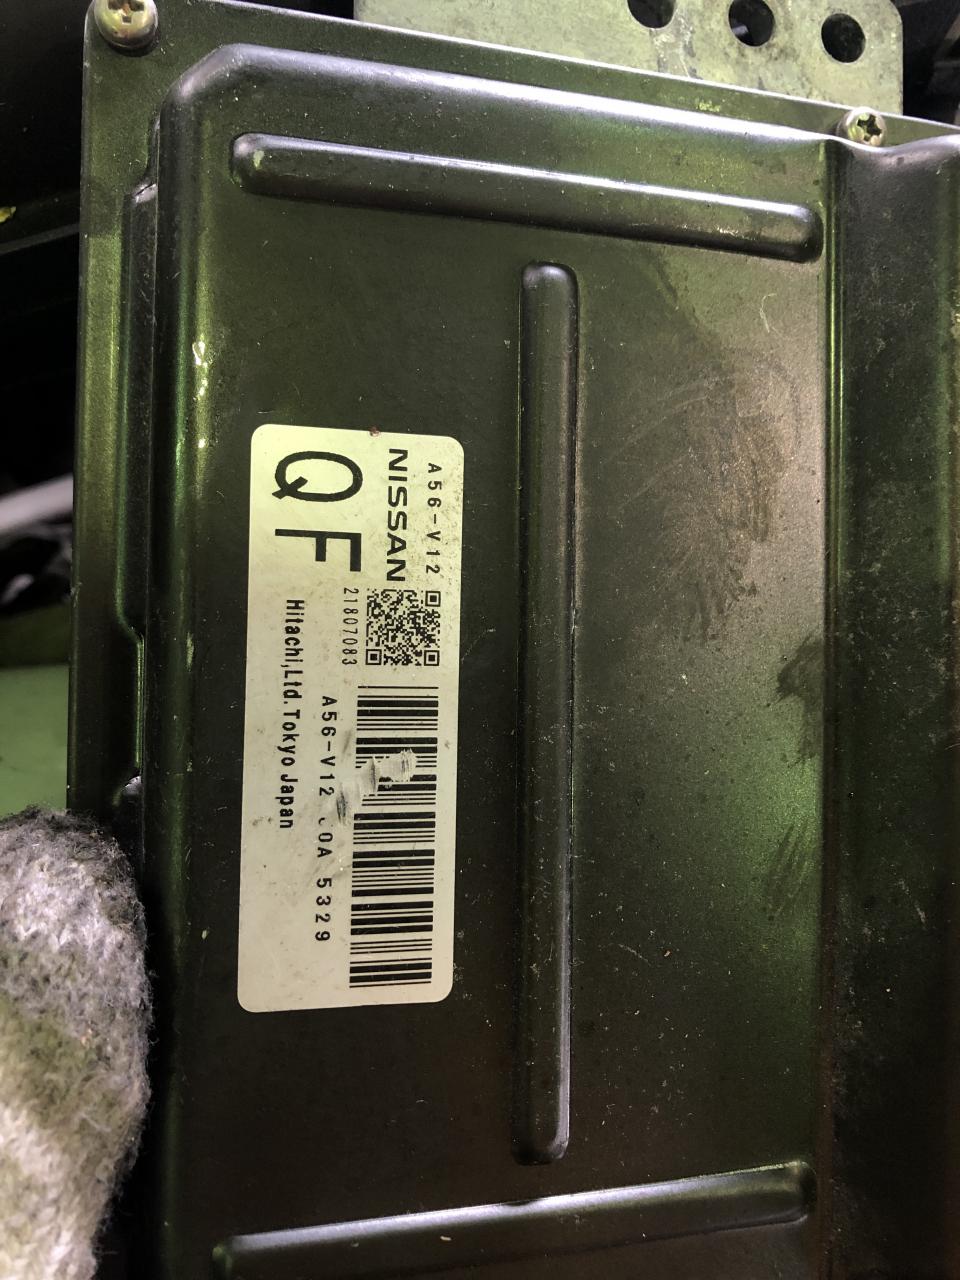 A56-V12
NISSAN
QF
21807083
A56-V12
0A 5329
Hitachi,Ltd.Tokyo Japan